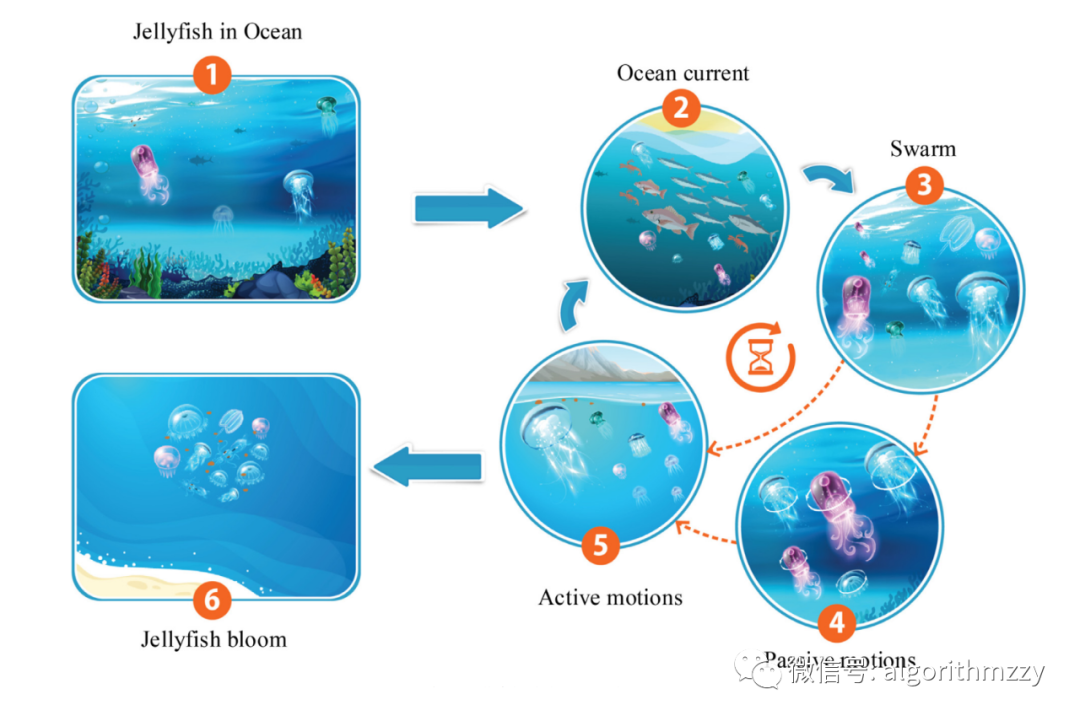 Jellyfish in Ocean
1
Ocean current
2
Swarm
3
4
Passive motions
5
Active motions
6
Jellyfish bloom
微信号: algorithmzzy